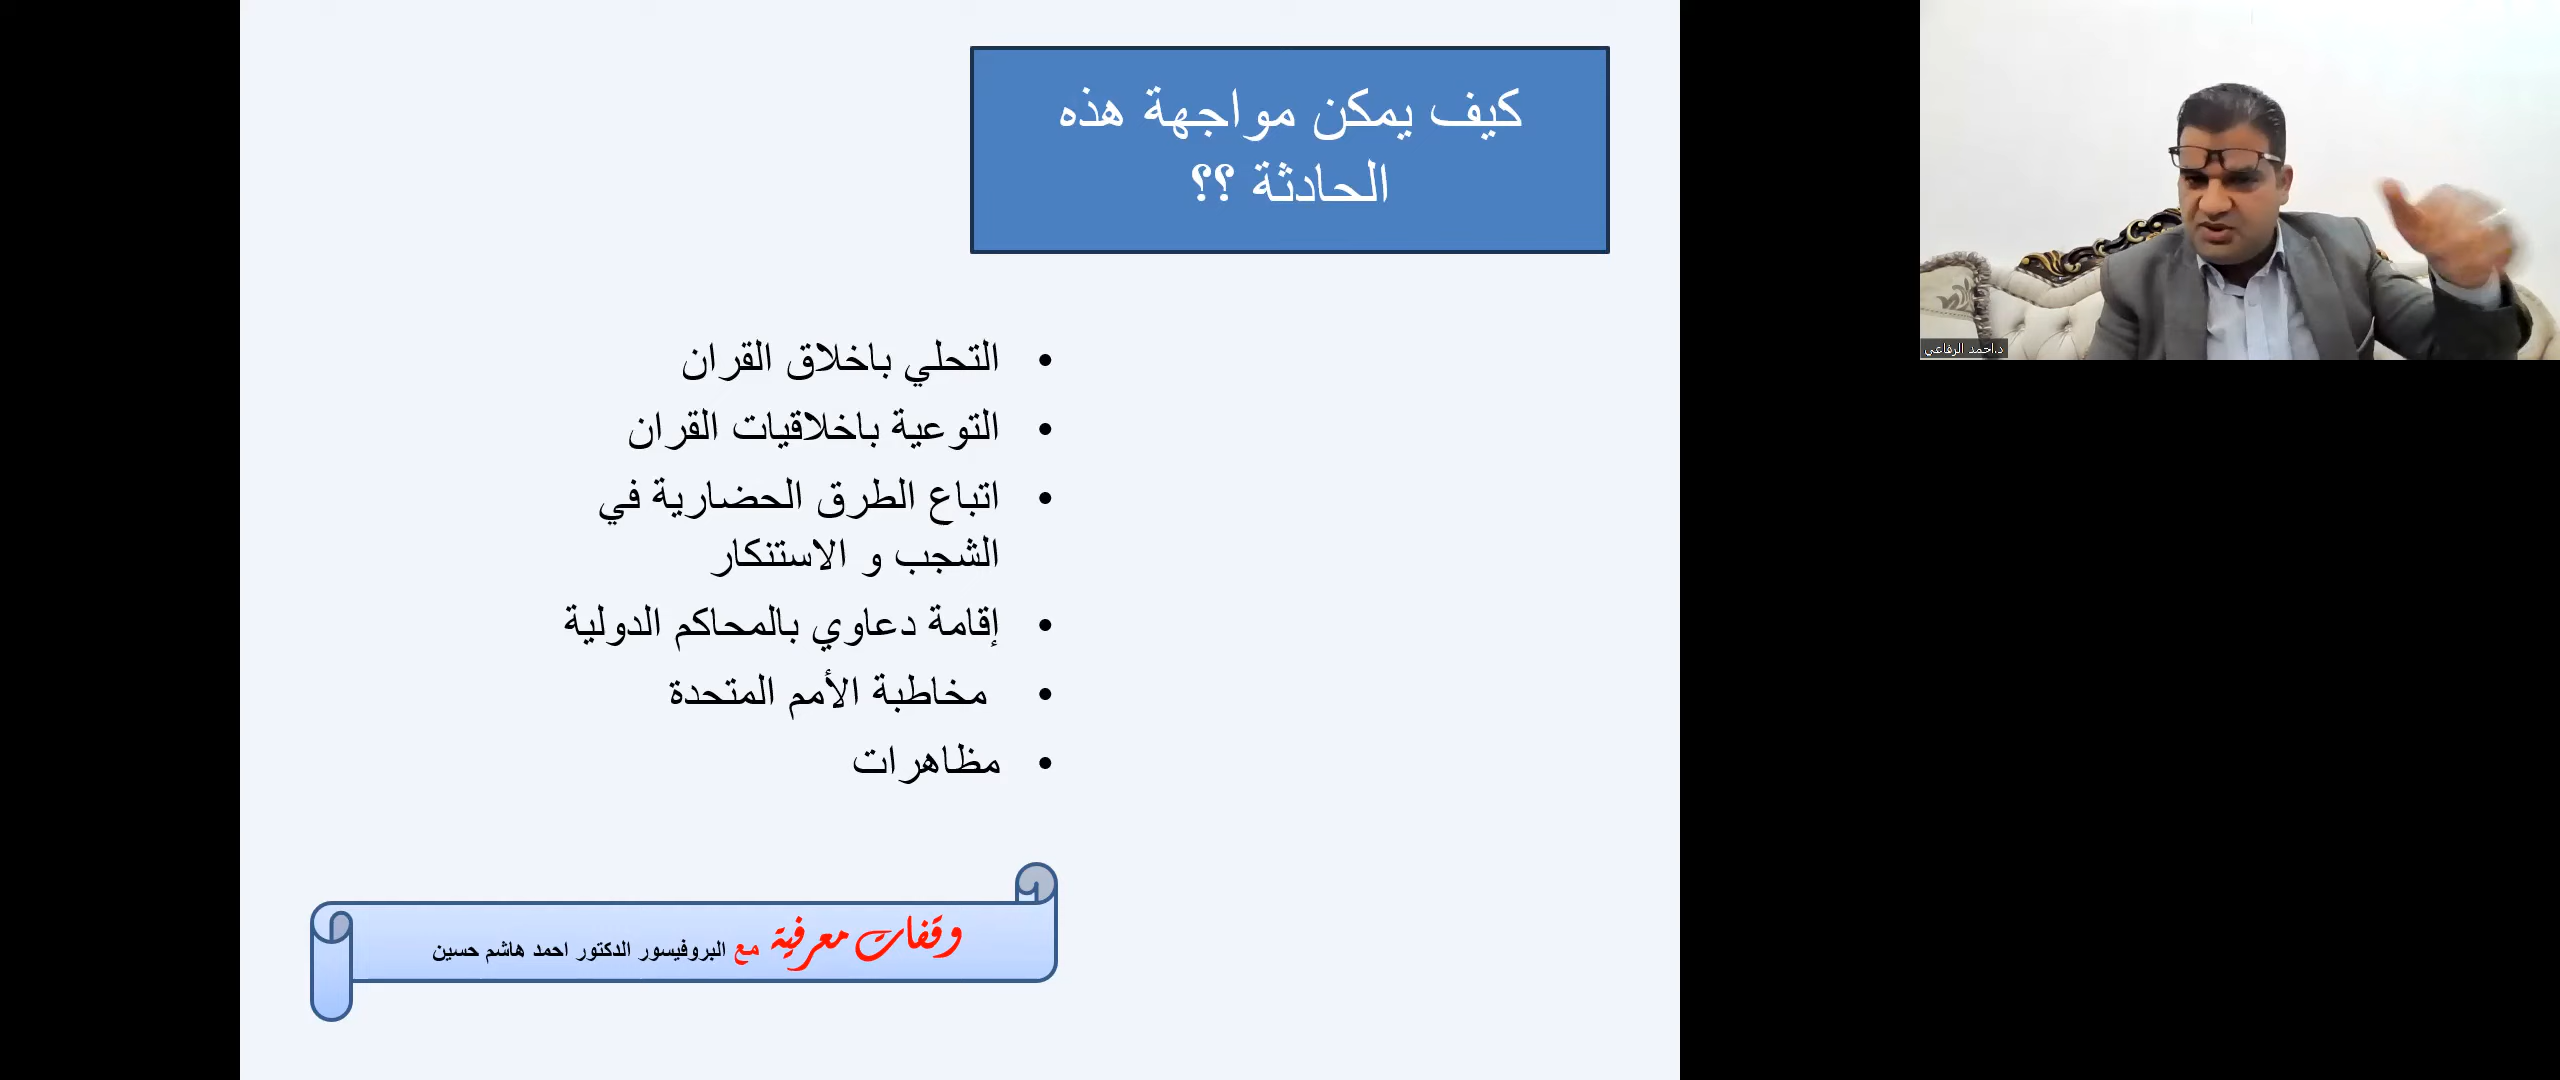 كيف يمكن مواجهة هذه
الحادثة ؟؟
• التحلي باخلاق القران
• التوعية باخلاقيات القران
• اتباع الطرق الحضارية في
الشجب و الاستنكار
• إقامة دعاوي بالمحاكم الدولية
• مخاطبة الأمم المتحدة
• مظاهرات
وقفات معرفية مع البروفيسور الدكتور احمد هاشم حسين
د.احمد الرفاعي